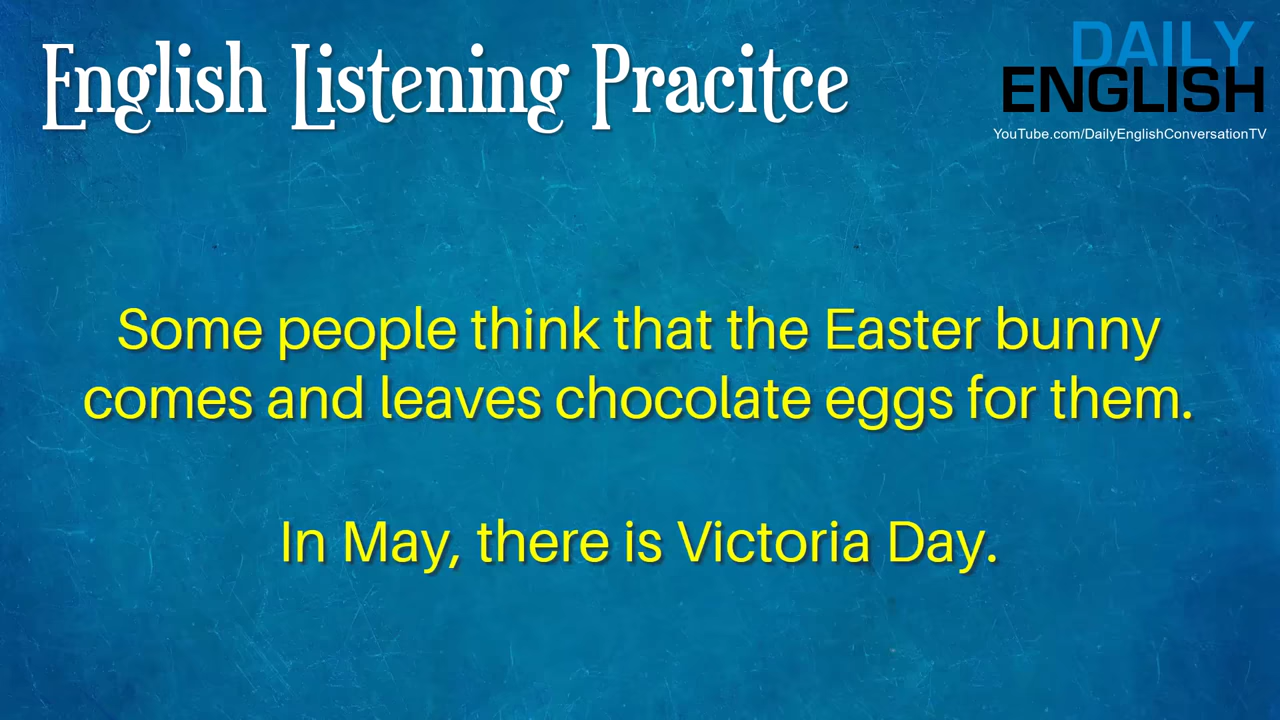 English Listening Pracitce
DAILY
ENGLISH
YouTube.com/DailyEnglishConversationTV
Some people think that the Easter bunny
comes and leaves chocolate eggs for them.
In May, there is Victoria Day.